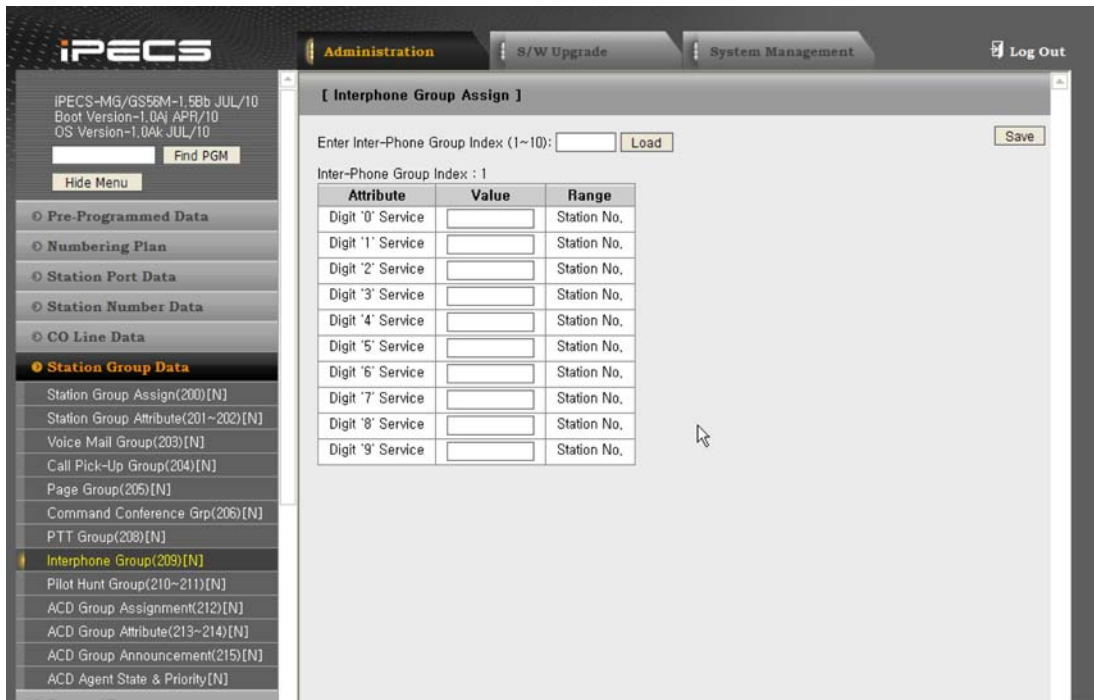 iPECS
Administration
S/W Upgrade
System Management
Log Out
iPECS-MG/GS56M-1.5Bb JUL/10
Boot Version-1.0Aj APR/10
OS Version-1.0Ak JUL/10
Find PGM
Hide Menu
Pre-Programmed Data
Numbering Plan
Station Port Data
Station Number Data
CO Line Data
Station Group Data
Station Group Assign(200)[N]
Station Group Attribute(201~202)[N]
Voice Mail Group(203)[N]
Call Pick-Up Group(204)[N]
Page Group(205)[N]
Command Conference Grp(206)[N]
PTT Group(208)[N]
Interphone Group(209)[N]
Pilot Hunt Group(210~211)[N]
ACD Group Assignment(212)[N]
ACD Group Attribute(213~214)[N]
ACD Group Announcement(215)[N]
ACD Agent State & Priority[N]
[ Interphone Group Assign ]
Enter Inter-Phone Group Index (1~10): Load
Save
Inter-Phone Group Index : 1
Attribute Value Range
Digit '0' Service Station No.
Digit '1' Service Station No.
Digit '2' Service Station No.
Digit '3' Service Station No.
Digit '4' Service Station No.
Digit '5' Service Station No.
Digit '6' Service Station No.
Digit '7' Service Station No.
Digit '8' Service Station No.
Digit '9' Service Station No.